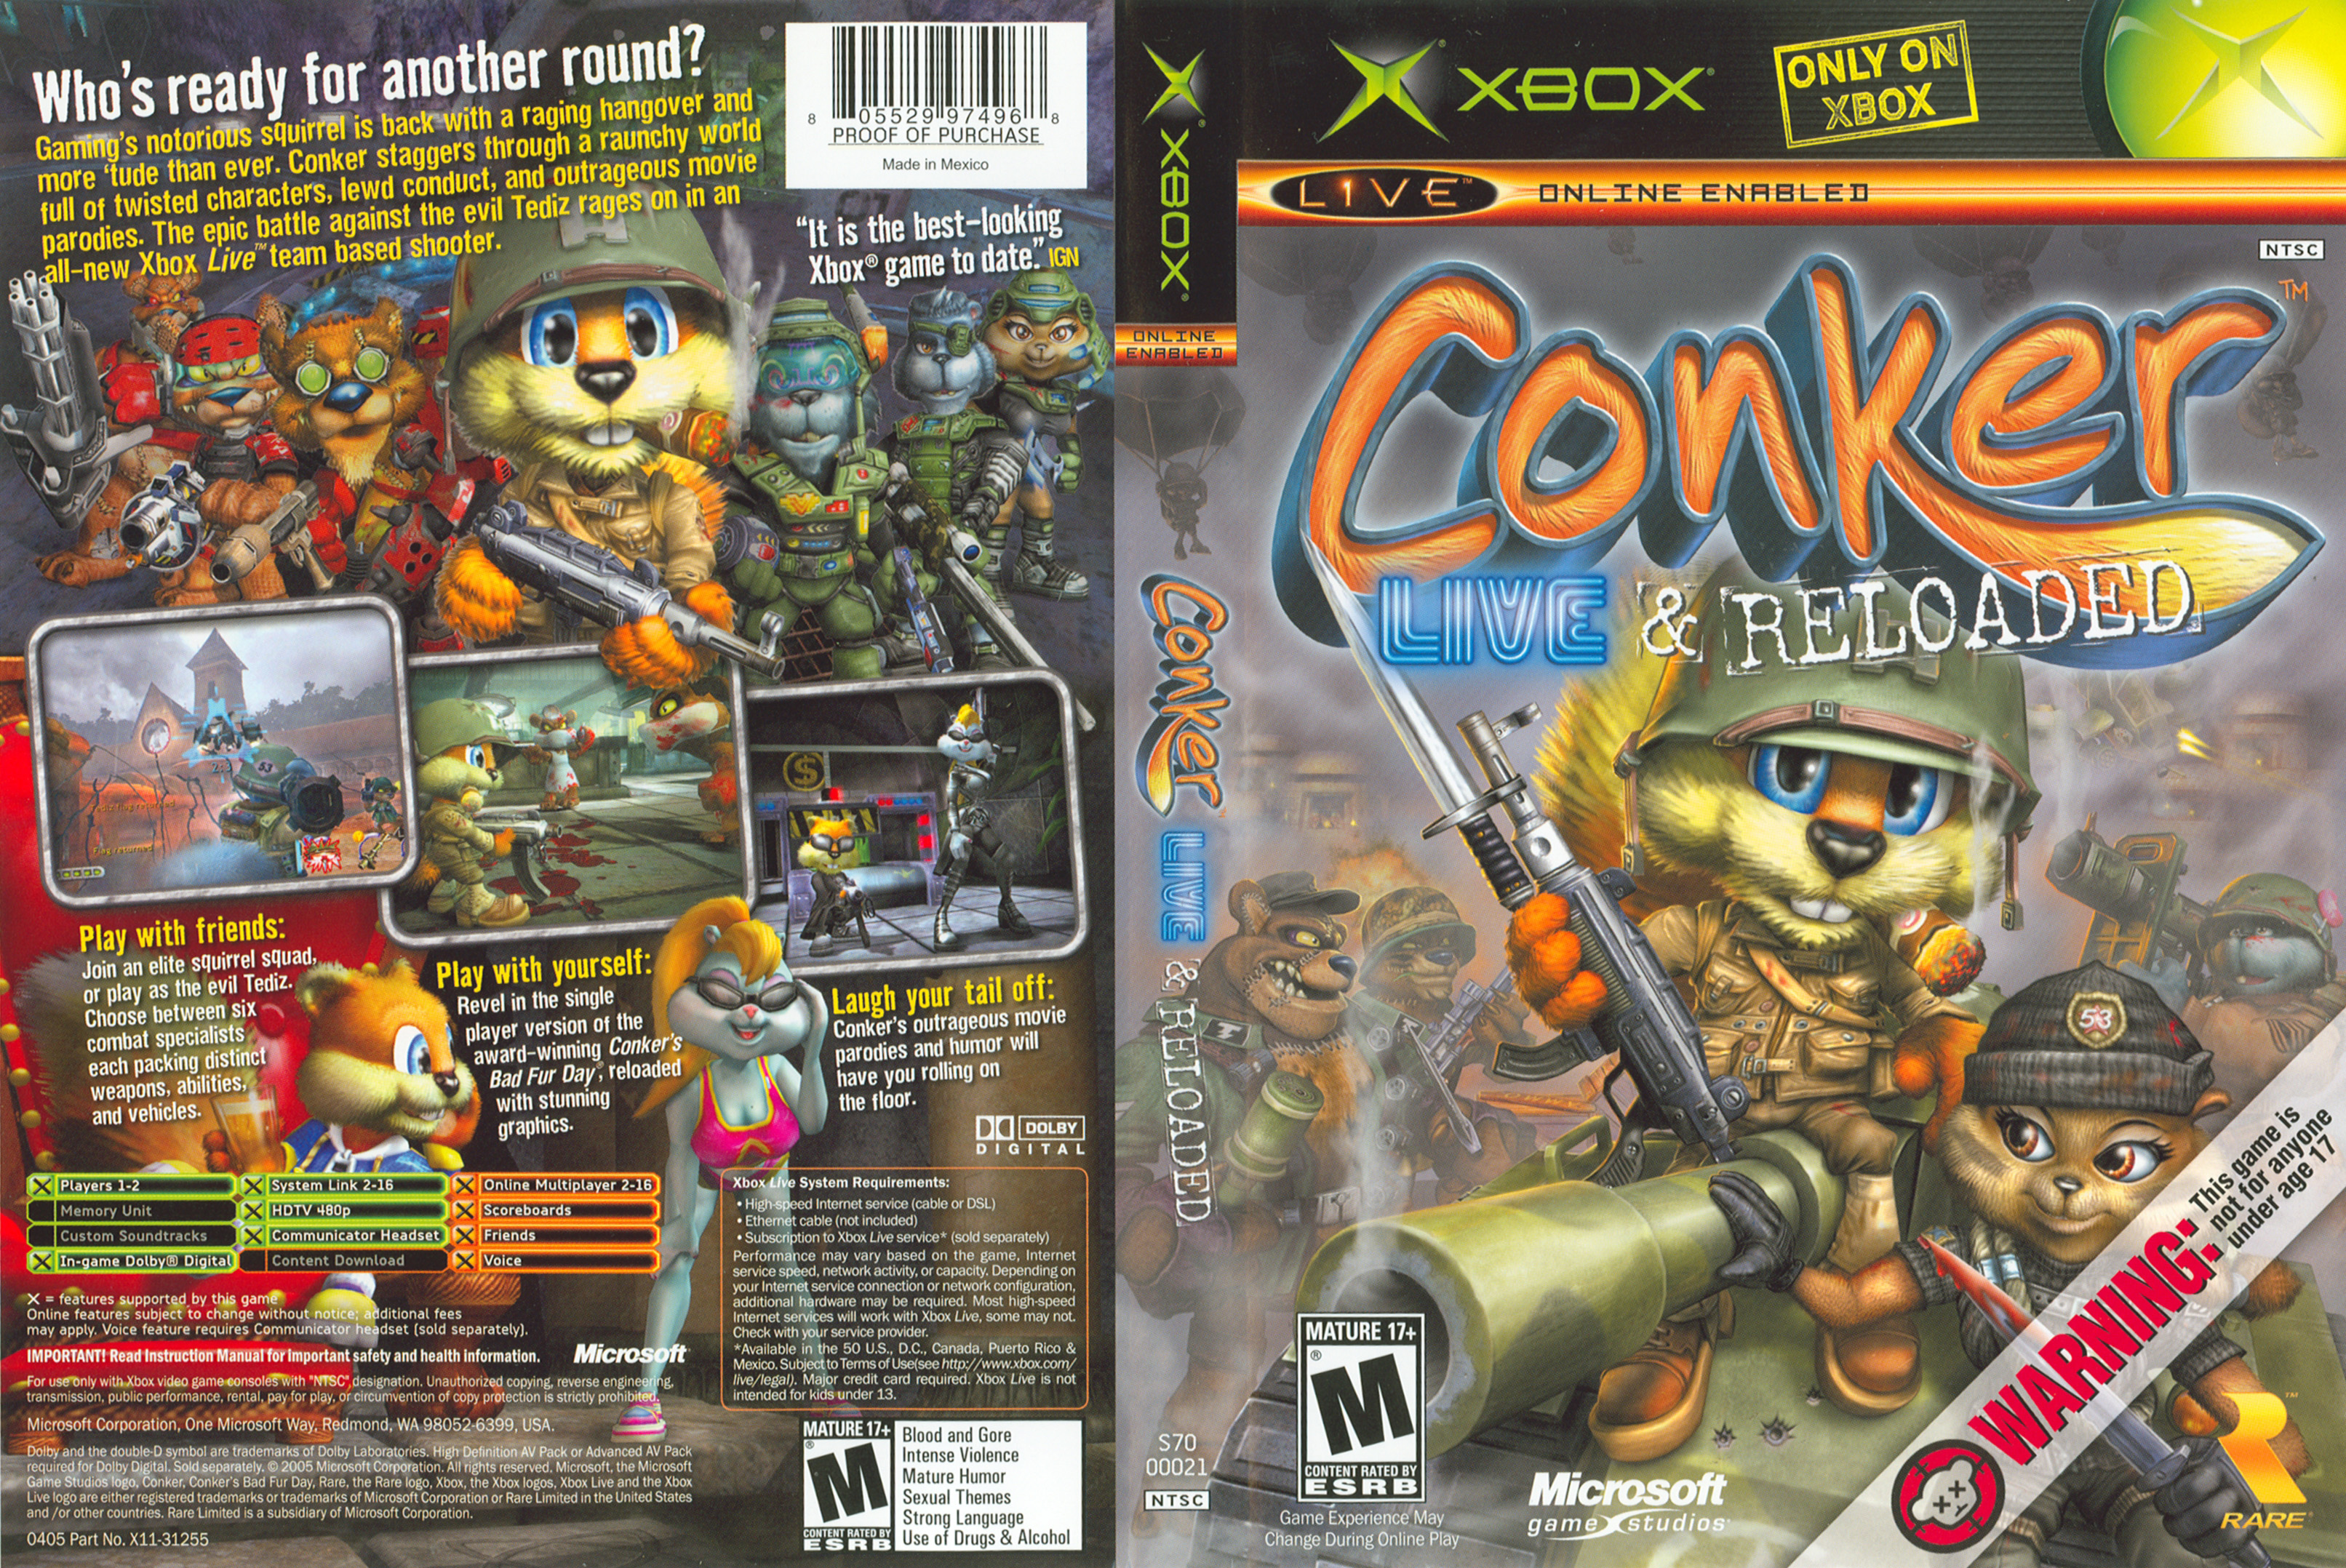 Who's ready for another round?
Gaming's notorious squirrel is back with a raging hangover and
more 'tude than ever. Conker staggers through a raunchy world
full of twisted characters, lewd conduct, and outrageous movie
parodies. The epic battle against the evil Tediz rages on in an
all-new Xbox Live™ team based shooter.
8 05529 97496 8
PROOF OF PURCHASE
Made in Mexico
"It is the best-looking
Xbox® game to date." IGN
53
Flag returned
$
Play with friends:
Join an elite squirrel squad,
or play as the evil Tediz.
Choose between six
combat specialists
each packing distinct
weapons, abilities,
and vehicles.
Play with yourself:
Revel in the single
player version of the
award-winning Conker's
Bad Fur Day®, reloaded
with stunning
graphics.
Laugh your tail off:
Conker's outrageous movie
parodies and humor will
have you rolling on
the floor.
DOLBY
DIGITAL
Players 1-2
Memory Unit
Custom Soundtracks
In-game Dolby® Digital
System Link 2-16
HDTV 480p
Communicator Headset
Content Download
Online Multiplayer 2-16
Scoreboards
Friends
Voice
X = features supported by this game
Online features subject to change without notice; additional fees
may apply. Voice feature requires Communicator headset (sold separately).
IMPORTANT! Read Instruction Manual for Important safety and health information.
Microsoft®
For use only with Xbox video game consoles with "NTSC" designation. Unauthorized copying, reverse engineering,
transmission, public performance, rental, pay for play, or circumvention of copy protection is strictly prohibited.
Microsoft Corporation, One Microsoft Way, Redmond, WA 98052-6399, USA.
Dolby and the double-D symbol are trademarks of Dolby Laboratories. High Definition AV Pack or Advanced AV Pack
required for Dolby Digital. Sold separately. © 2005 Microsoft Corporation. All rights reserved. Microsoft, the Microsoft
Game Studios logo, Conker, Conker's Bad Fur Day, Rare, the Rare logo, Xbox, the Xbox logos, Xbox Live and the Xbox
Live logo are either registered trademarks or trademarks of Microsoft Corporation or Rare Limited in the United States
and /or other countries. Rare Limited is a subsidiary of Microsoft Corporation.
0405 Part No. X11-31255
Xbox Live System Requirements:
• High-speed Internet service (cable or DSL)
• Ethernet cable (not included)
• Subscription to Xbox Live service* (sold separately)
Performance may vary based on the game, Internet
service speed, network activity, or capacity. Depending on
your Internet service connection or network configuration,
additional hardware may be required. Most high-speed
Internet services will work with Xbox Live, some may not.
Check with your service provider.
*Available in the 50 U.S., D.C., Canada, Puerto Rico &
Mexico. Subject to Terms of Use(see http://www.xbox.com/
live/legal). Major credit card required. Xbox Live is not
intended for kids under 13.
MATURE 17+
M®
CONTENT RATED BY
ESRB
Blood and Gore
Intense Violence
Mature Humor
Sexual Themes
Strong Language
Use of Drugs & Alcohol
XBOX®
ONLINE
ENABLED
Conker
LIVE
& RELOADED
S70
00021
NTSC
XBOX®
ONLY ON
XBOX
LIVE™ ONLINE ENABLED
NTSC
Conker™
LIVE & RELOADED
53
WARNING:
This game is
not for anyone
under age 17
MATURE 17+
M®
CONTENT RATED BY
ESRB
Game Experience May
Change During Online Play
Microsoft
game studios®
RARE™